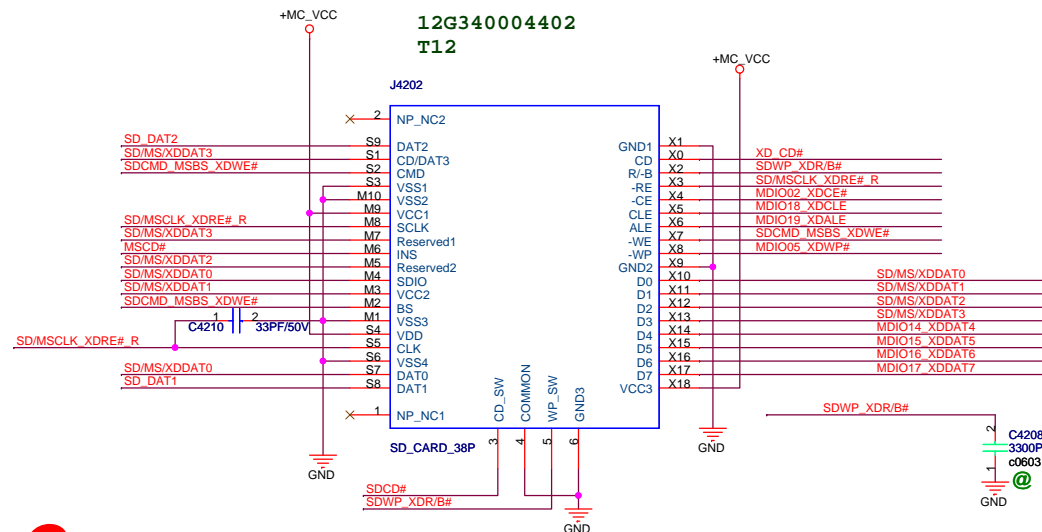 +MC_VCC
12G340004402
T12
+MC_VCC
J4202
2 NP_NC2
SD_DAT2 S9 DAT2 GND1 X1
SD/MS/XDDAT3 S1 CD/DAT3 CD X0 XD_CD#
SDCMD_MSBS_XDWE# S2 CMD R/-B X2 SDWP_XDR/B#
S3 VSS1 -RE X3 SD/MSCLK_XDRE#_R
M10 VSS2 -CE X4 MDIO02_XDCE#
M9 VCC1 CLE X5 MDIO18_XDCLE
SD/MSCLK_XDRE#_R M8 SCLK ALE X6 MDIO19_XDALE
SD/MS/XDDAT3 M7 Reserved1 -WE X7 SDCMD_MSBS_XDWE#
MSCD# M6 INS -WP X8 MDIO05_XDWP#
SD/MS/XDDAT2 M5 Reserved2 GND2 X9
SD/MS/XDDAT0 M4 SDIO D0 X10 SD/MS/XDDAT0
SD/MS/XDDAT1 M3 VCC2 D1 X11 SD/MS/XDDAT1
SDCMD_MSBS_XDWE# M2 BS D2 X12 SD/MS/XDDAT2
1 2 M1 VSS3 D3 X13 SD/MS/XDDAT3
C4210 33PF/50V S4 VDD D4 X14 MDIO14_XDDAT4
SD/MSCLK_XDRE#_R S5 CLK D5 X15 MDIO15_XDDAT5
S6 VSS4 D6 X16 MDIO16_XDDAT6
SD/MS/XDDAT0 S7 DAT0 D7 X17 MDIO17_XDDAT7
SD_DAT1 S8 DAT1 VCC3 X18
1 NP_NC1
CD_SW COMMON WP_SW GND3
3 4 5 6
SD_CARD_38P
GND
GND
SDWP_XDR/B#
2
C4208
3300P
c0603
1
@
GND
SDCD#
SDWP_XDR/B#
GND